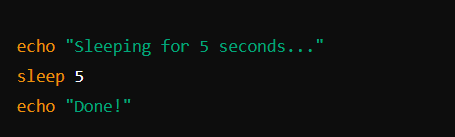 echo "Sleeping for 5 seconds..."
sleep 5
echo "Done!"